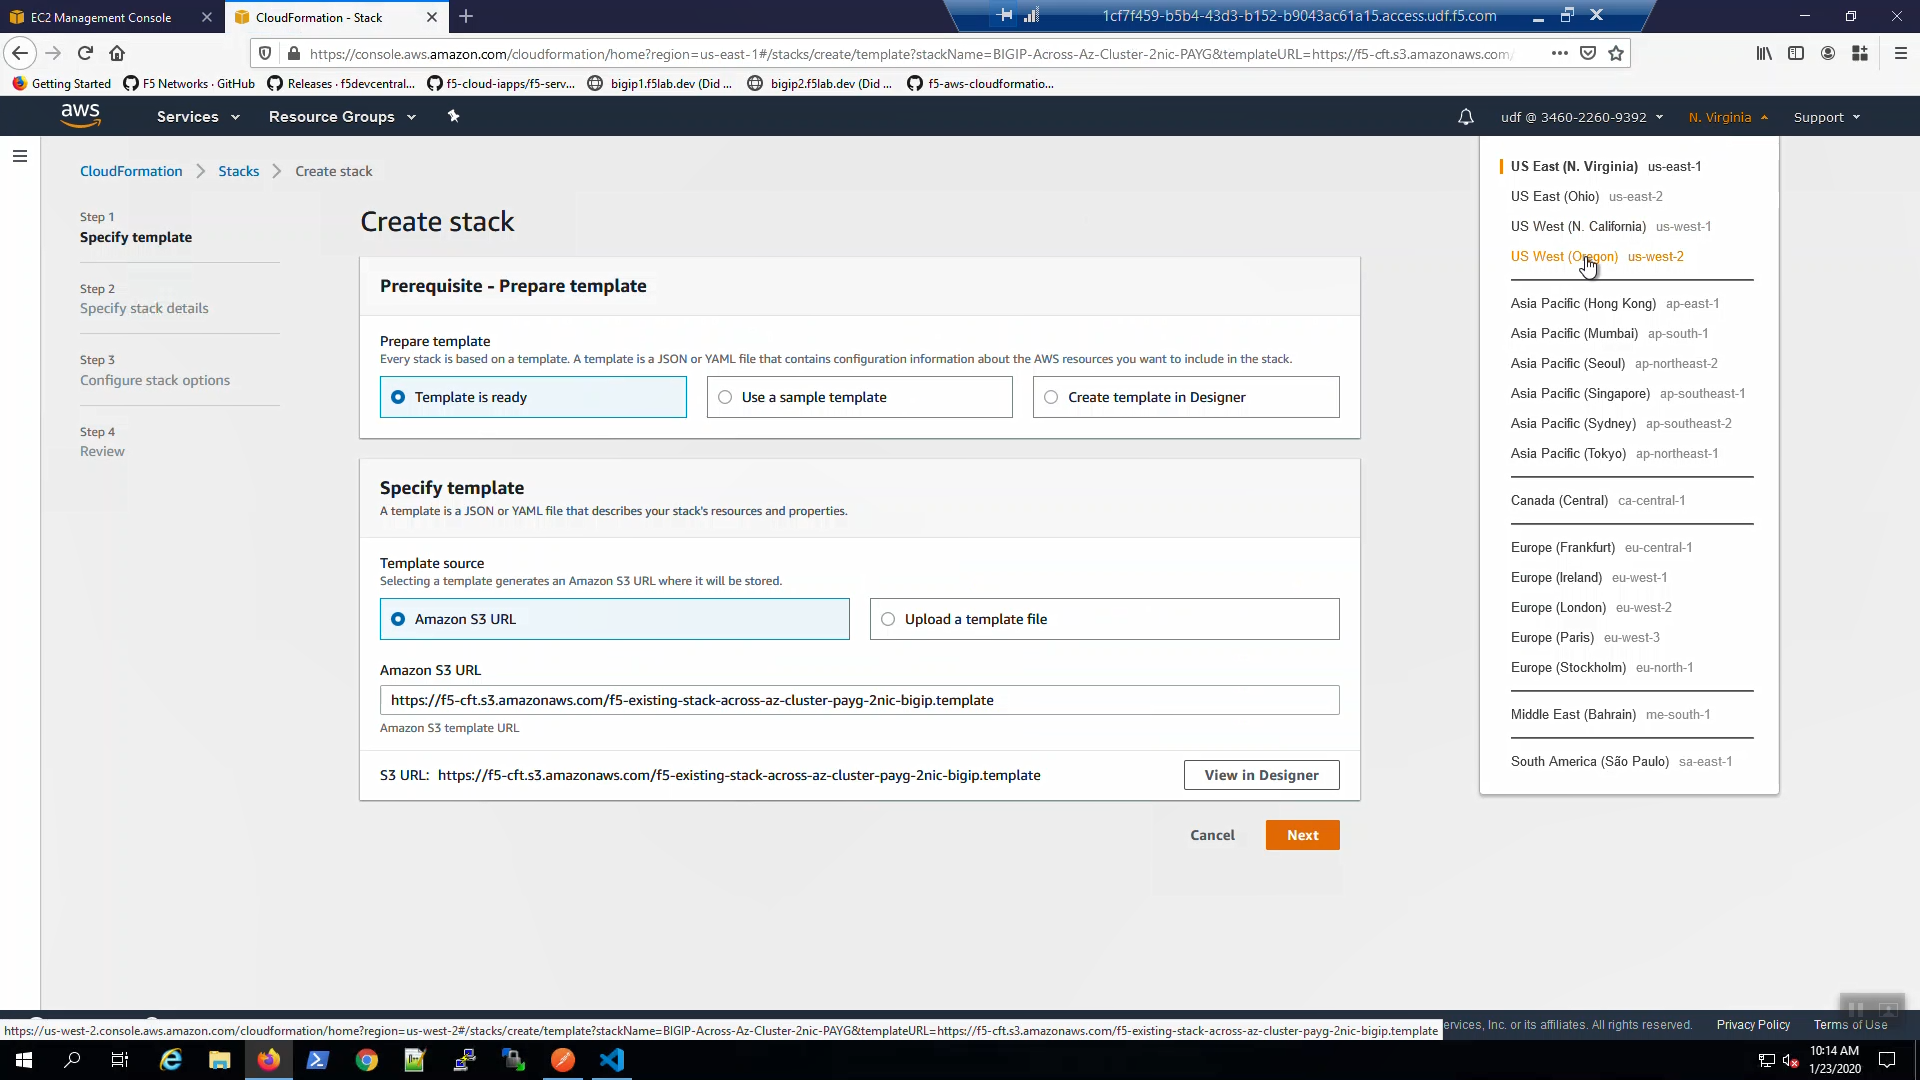 EC2 Management Console
CloudFormation - Stack
1cf7f459-b5b4-43d3-b152-b9043ac61a15.access.udf.f5.com
https://console.aws.amazon.com/cloudformation/home?region=us-east-1#/stacks/create/template?stackName=BIGIP-Across-Az-Cluster-2nic-PAYG&templateURL=https://f5-cft.s3.amazonaws.com/
Getting Started
F5 Networks · GitHub
Releases · f5devcentral...
f5-cloud-iapps/f5-serv...
bigip1.f5lab.dev (Did ...
bigip2.f5lab.dev (Did ...
f5-aws-cloudformatio...
aws
Services
Resource Groups
udf @ 3460-2260-9392
N. Virginia
Support
CloudFormation
Stacks
Create stack
Step 1
Specify template
Step 2
Specify stack details
Step 3
Configure stack options
Step 4
Review
Create stack
Prerequisite - Prepare template
Prepare template
Every stack is based on a template. A template is a JSON or YAML file that contains configuration information about the AWS resources you want to include in the stack.
Template is ready
Use a sample template
Create template in Designer
Specify template
A template is a JSON or YAML file that describes your stack's resources and properties.
Template source
Selecting a template generates an Amazon S3 URL where it will be stored.
Amazon S3 URL
Upload a template file
Amazon S3 URL
https://f5-cft.s3.amazonaws.com/f5-existing-stack-across-az-cluster-payg-2nic-bigip.template
Amazon S3 template URL
S3 URL: https://f5-cft.s3.amazonaws.com/f5-existing-stack-across-az-cluster-payg-2nic-bigip.template
View in Designer
Cancel
Next
US East (N. Virginia) us-east-1
US East (Ohio) us-east-2
US West (N. California) us-west-1
US West (Oregon) us-west-2
Asia Pacific (Hong Kong) ap-east-1
Asia Pacific (Mumbai) ap-south-1
Asia Pacific (Seoul) ap-northeast-2
Asia Pacific (Singapore) ap-southeast-1
Asia Pacific (Sydney) ap-southeast-2
Asia Pacific (Tokyo) ap-northeast-1
Canada (Central) ca-central-1
Europe (Frankfurt) eu-central-1
Europe (Ireland) eu-west-1
Europe (London) eu-west-2
Europe (Paris) eu-west-3
Europe (Stockholm) eu-north-1
Middle East (Bahrain) me-south-1
South America (São Paulo) sa-east-1
https://us-west-2.console.aws.amazon.com/cloudformation/home?region=us-west-2#/stacks/create/template?stackName=BIGIP-Across-Az-Cluster-2nic-PAYG&templateURL=https://f5-cft.s3.amazonaws.com/f5-existing-stack-across-az-cluster-payg-2nic-bigip.template
ervices, Inc. or its affiliates. All rights reserved.
Privacy Policy
Terms of Use
10:14 AM
1/23/2020